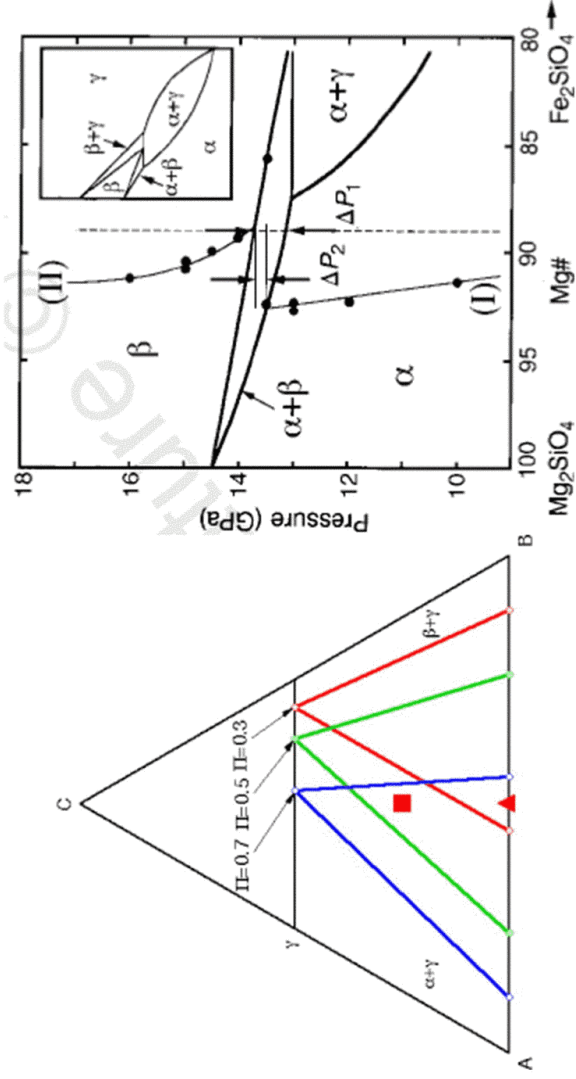 C
Π=0.7 Π=0.5 Π=0.3
γ
α+γ
β+γ
A
B
Pressure (GPa)
18
16
14
12
10
(II)
β
β+γ
γ
β
α+γ
α+β
α
ΔP1
ΔP2
α+β
α+γ
α
(I)
100
95
90
85
80
Mg2SiO4
Mg#
Fe2SiO4
ture ©